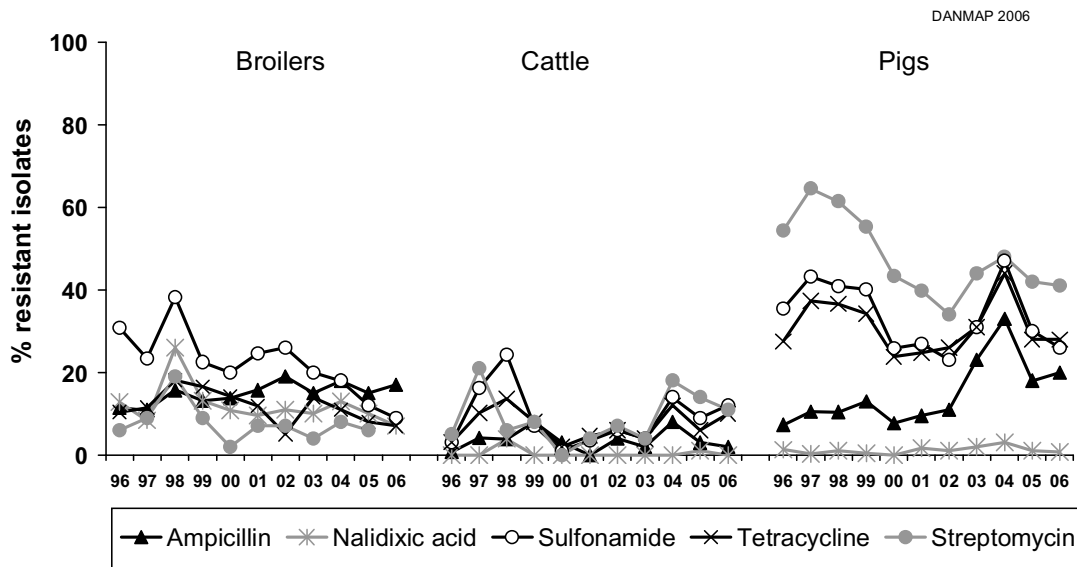 DANMAP 2006
100
Broilers Cattle Pigs
80
60
40
20
0
% resistant isolates
96 97 98 99 00 01 02 03 04 05 06 96 97 98 99 00 01 02 03 04 05 06 96 97 98 99 00 01 02 03 04 05 06
Ampicillin Nalidixic acid Sulfonamide Tetracycline Streptomycin